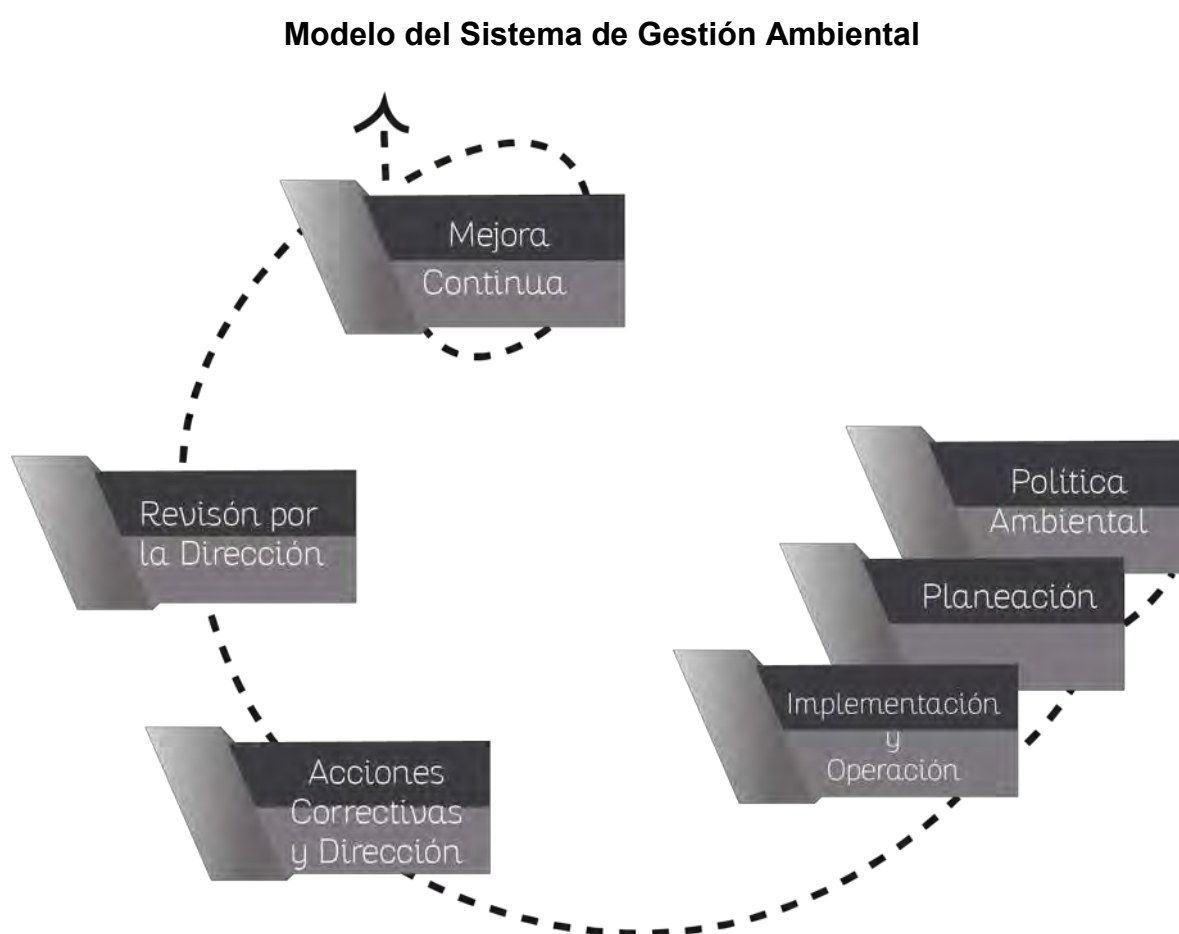 Modelo del Sistema de Gestión Ambiental
Mejora
Continua
Revisón por
la Dirección
Política
Ambiental
Planeación
Implementación
y
Operación
Acciones
Correctivas
y Dirección